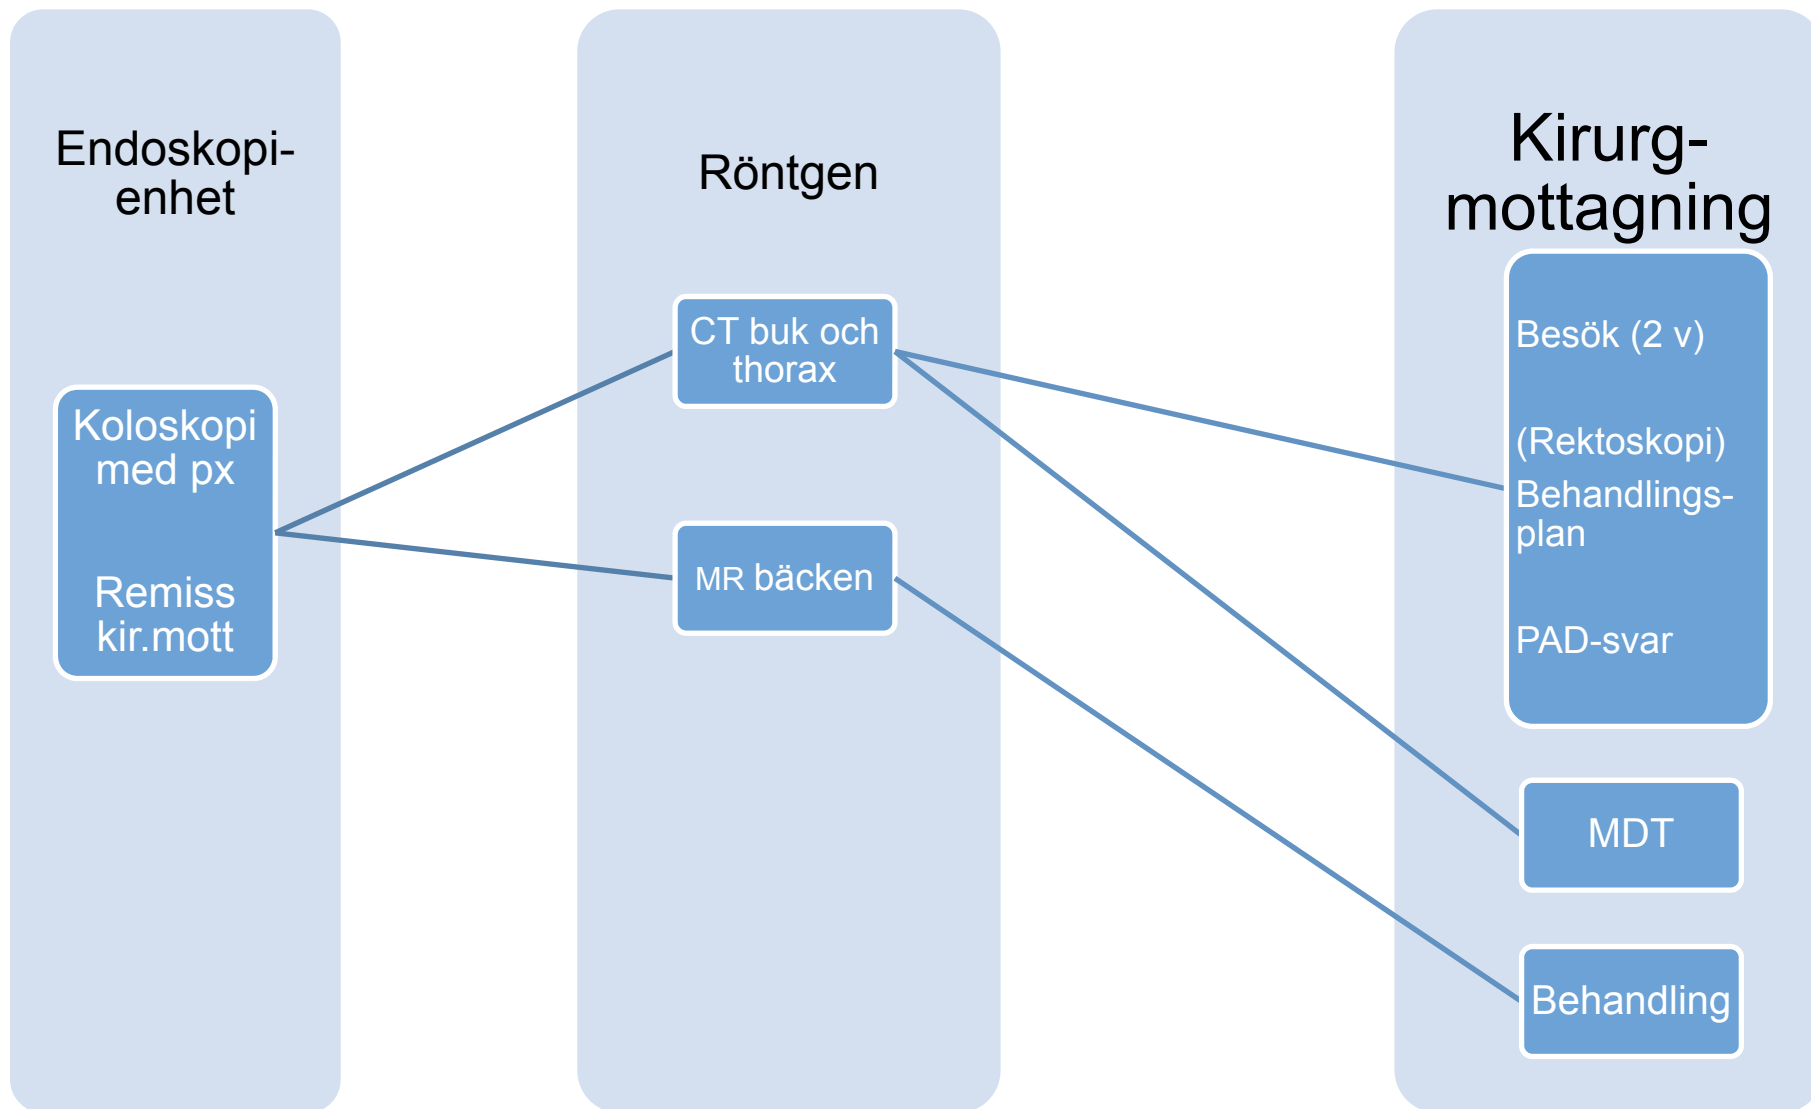 Endoskopi-
enhet
Koloskopi
med px
Remiss
kir.mott
Röntgen
CT buk och
thorax
MR bäcken
Kirurg-
mottagning
Besök (2 v)
(Rektoskopi)
Behandlings-
plan
PAD-svar
MDT
Behandling